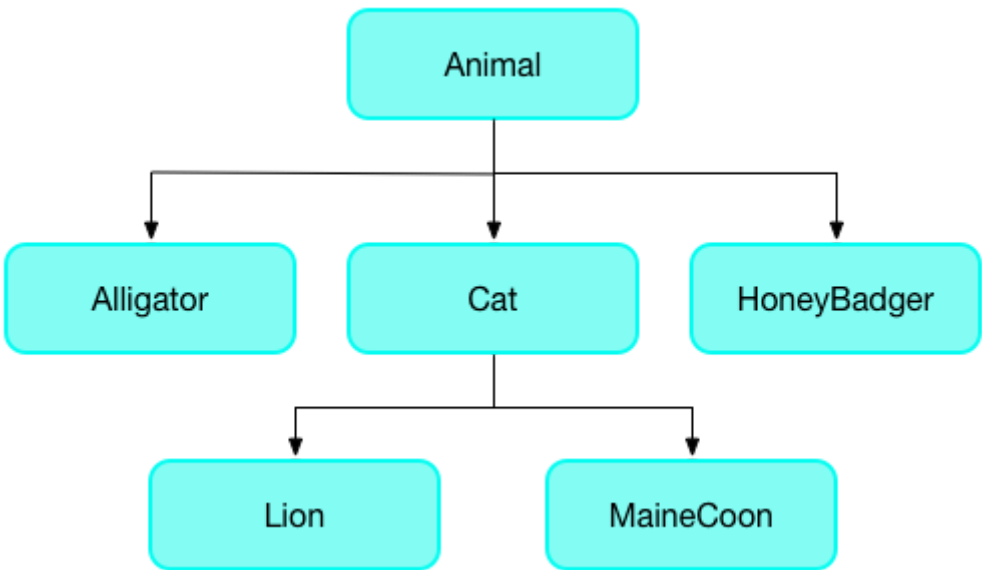 Animal
Alligator
Cat
HoneyBadger
Lion
MaineCoon